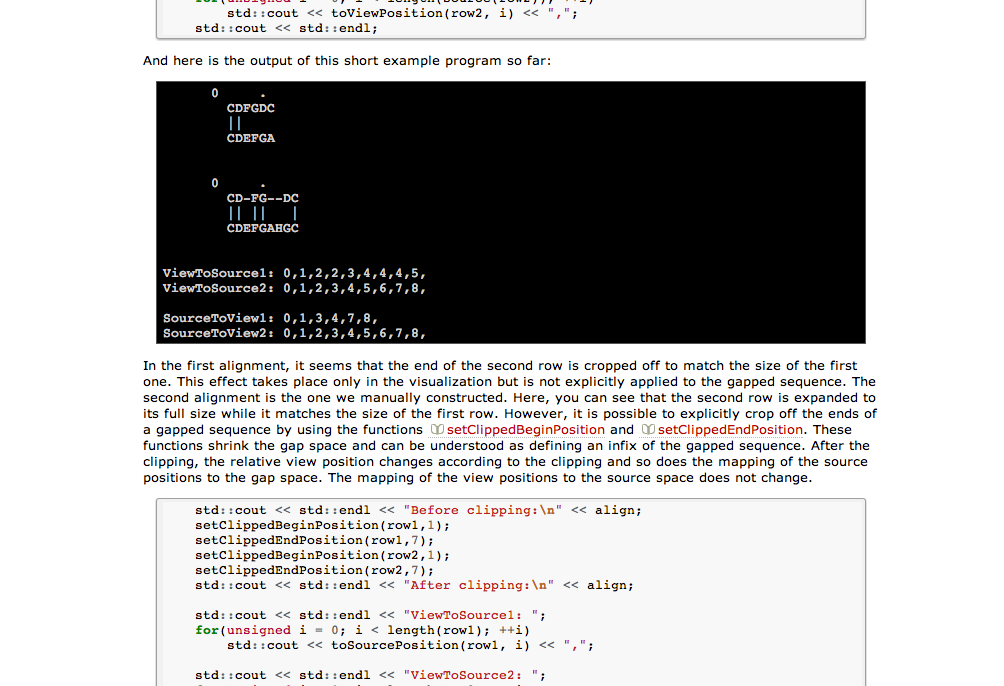 std::cout << toViewPosition(row2, i) << ",";
std::cout << std::endl;
And here is the output of this short example program so far:
0     .
CDFGDC
||
CDEFGA
0     .
CD-FG--DC
|| ||   |
CDEFGAHGC
ViewToSource1: 0,1,2,2,3,4,4,4,5,
ViewToSource2: 0,1,2,3,4,5,6,7,8,
SourceToView1: 0,1,3,4,7,8,
SourceToView2: 0,1,2,3,4,5,6,7,8,
In the first alignment, it seems that the end of the second row is cropped off to match the size of the first
one. This effect takes place only in the visualization but is not explicitly applied to the gapped sequence. The
second alignment is the one we manually constructed. Here, you can see that the second row is expanded to
its full size while it matches the size of the first row. However, it is possible to explicitly crop off the ends of
a gapped sequence by using the functions setClippedBeginPosition and setClippedEndPosition. These
functions shrink the gap space and can be understood as defining an infix of the gapped sequence. After the
clipping, the relative view position changes according to the clipping and so does the mapping of the source
positions to the gap space. The mapping of the view positions to the source space does not change.
std::cout << std::endl << "Before clipping:\n" << align;
setClippedBeginPosition(row1,1);
setClippedEndPosition(row1,7);
setClippedBeginPosition(row2,1);
setClippedEndPosition(row2,7);
std::cout << std::endl << "After clipping:\n" << align;
std::cout << std::endl << "ViewToSource1: ";
for(unsigned i = 0; i < length(row1); ++i)
std::cout << toSourcePosition(row1, i) << ",";
std::cout << std::endl << "ViewToSource2: ";